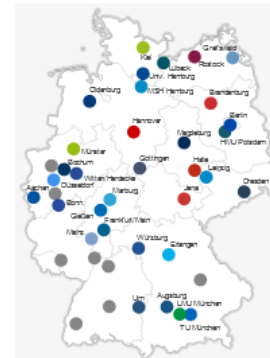 Kiel
Greifswald
Rostock
Lübeck
Univ. Hamburg
MSH Hamburg
Oldenburg
Brandenburg
Berlin
HMU Potsdam
Hannover
Magdeburg
Münster
Göttingen
Halle
Leipzig
Bochum
Witten/Herdecke
Düsseldorf
Aachen
Marburg
Jena
Dresden
Bonn
Gießen
Frankfurt/Main
Mainz
Würzburg
Erlangen
Ulm
Augsburg
LMU München
TU München